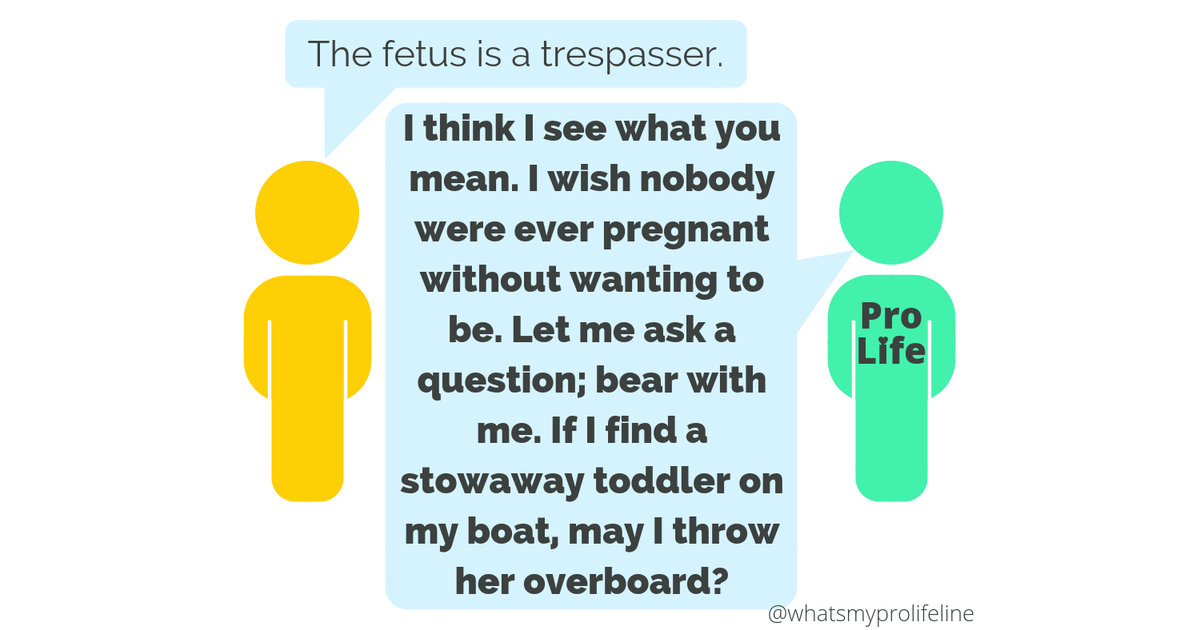 The fetus is a trespasser.
I think I see what you
mean. I wish nobody
were ever pregnant
without wanting to
be. Let me ask a
question; bear with
me. If I find a
stowaway toddler on
my boat, may I throw
her overboard?
Pro
Life
@whatsmyprolifeline